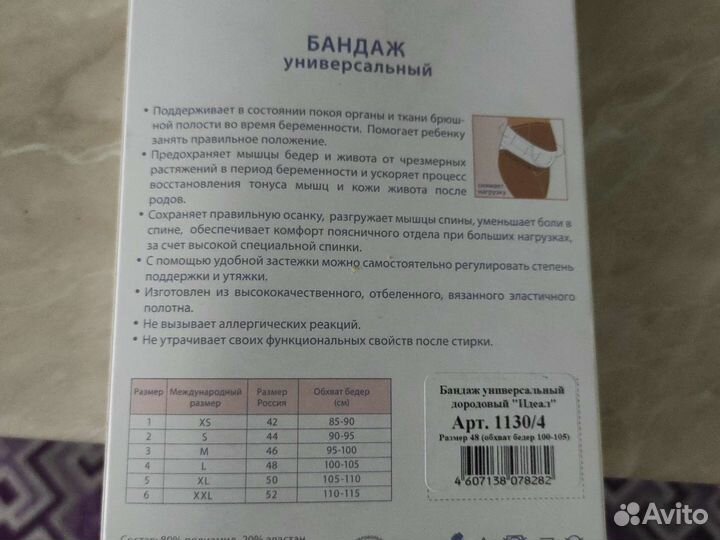 БАНДАЖ
универсальный
• Поддерживает в состоянии покоя органы и ткани брюш-
ной полости во время беременности. Помогает ребенку
занять правильное положение.
• Предохраняет мышцы бедер и живота от чрезмерных
растяжений в период беременности и ускоряет процесс
восстановления тонуса мышц и кожи живота после
родов.
снижает
нагрузку
• Сохраняет правильную осанку, разгружает мышцы спины, уменьшает боли в
спине, обеспечивает комфорт поясничного отдела при больших нагрузках,
за счет высокой специальной спинки.
• С помощью удобной застежки можно самостоятельно регулировать степень
поддержки и утяжки.
• Изготовлен из высококачественного, отбеленного, вязанного эластичного
полотна.
• Не вызывает аллергических реакций.
• Не утрачивает своих функциональных свойств после стирки.
Размер Международный размер Размер Россия Обхват бедер (см)
1 XS 42 85-90
2 S 44 90-95
3 M 46 95-100
4 L 48 100-105
5 XL 50 105-110
6 XXL 52 110-115
Бандаж универсальный
дородовый "Идеал"
Арт. 1130/4
Размер 48 (обхват бедер 100-105)
4 607138 078282 >
Состав: 80% полиамид, 20% эластан
Avito